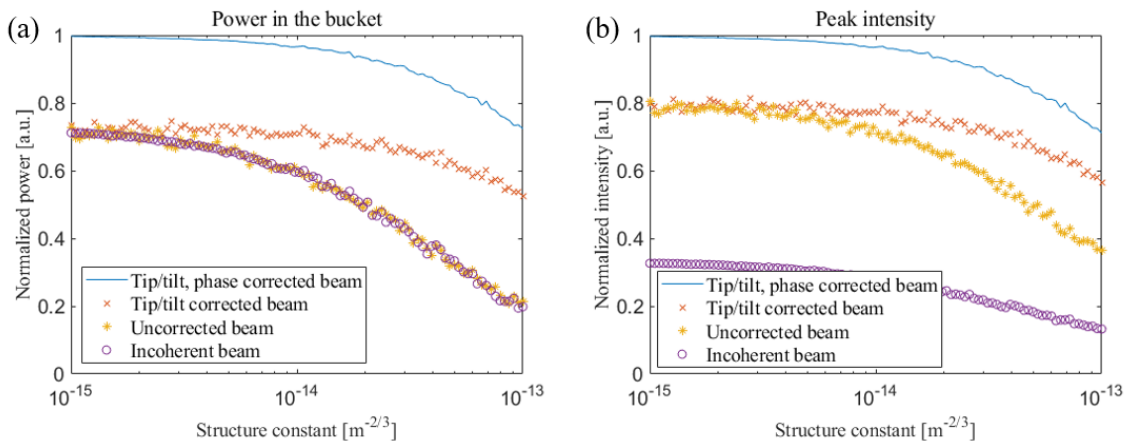 (a)
Power in the bucket
1
0.8
0.6
0.4
0.2
0
Normalized power [a.u.]
Tip/tilt, phase corrected beam
Tip/tilt corrected beam
Uncorrected beam
Incoherent beam
10^-15
10^-14
10^-13
Structure constant [m^-2/3]
(b)
Peak intensity
1
0.8
0.6
0.4
0.2
0
Normalized intensity [a.u.]
Tip/tilt, phase corrected beam
Tip/tilt corrected beam
Uncorrected beam
Incoherent beam
10^-15
10^-14
10^-13
Structure constant [m^-2/3]